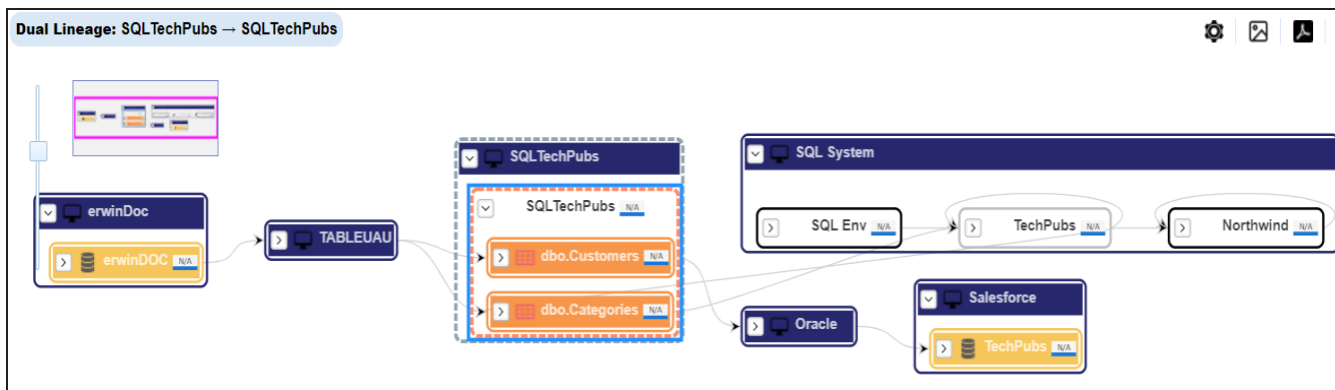 Dual Lineage: SQLTechPubs → SQLTechPubs
erwinDoc
erwinDOC N/A
TABLEUAU
SQLTechPubs
SQLTechPubs N/A
dbo.Customers N/A
dbo.Categories N/A
SQL System
SQL Env N/A
TechPubs N/A
Northwind N/A
Oracle
Salesforce
TechPubs N/A